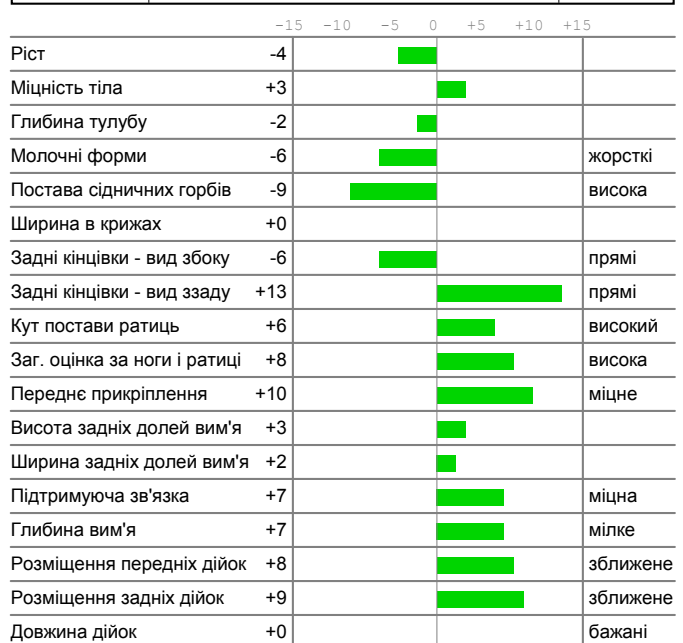 -15 -10 -5 0 +5 +10 +15
Ріст -4
Міцність тіла +3
Глибина тулубу -2
Молочні форми -6 жорсткі
Постава сідничних горбів -9 висока
Ширина в крижах +0
Задні кінцівки - вид збоку -6 прямі
Задні кінцівки - вид ззаду +13 прямі
Кут постави ратиць +6 високий
Заг. оцінка за ноги і ратиці +8 висока
Переднє прикріплення +10 міцне
Висота задніх долей вим'я +3
Ширина задніх долей вим'я +2
Підтримуюча зв'язка +7 міцна
Глибина вим'я +7 мілке
Розміщення передніх дійок +8 зближене
Розміщення задніх дійок +9 зближене
Довжина дійок +0 бажані